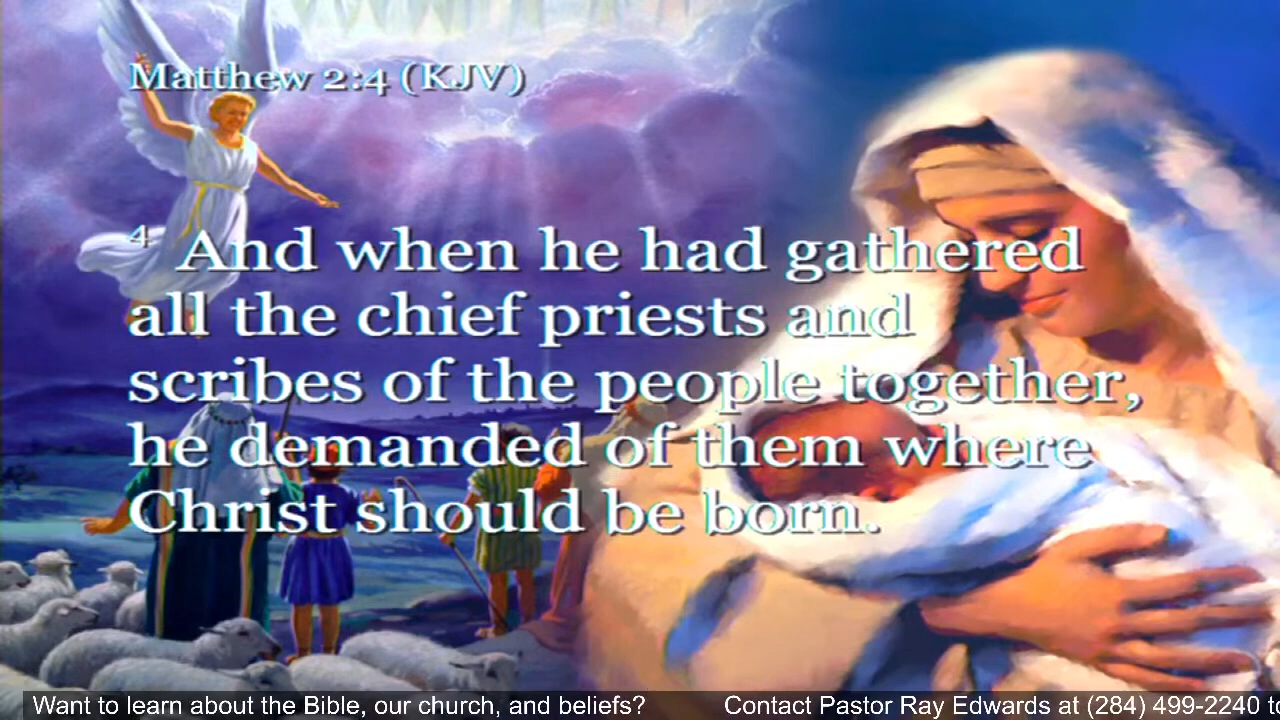 Matthew 2:4 (KJV)
4 And when he had gathered
all the chief priests and
scribes of the people together,
he demanded of them where
Christ should be born.
Want to learn about the Bible, our church, and beliefs? Contact Pastor Ray Edwards at (284) 499-2240